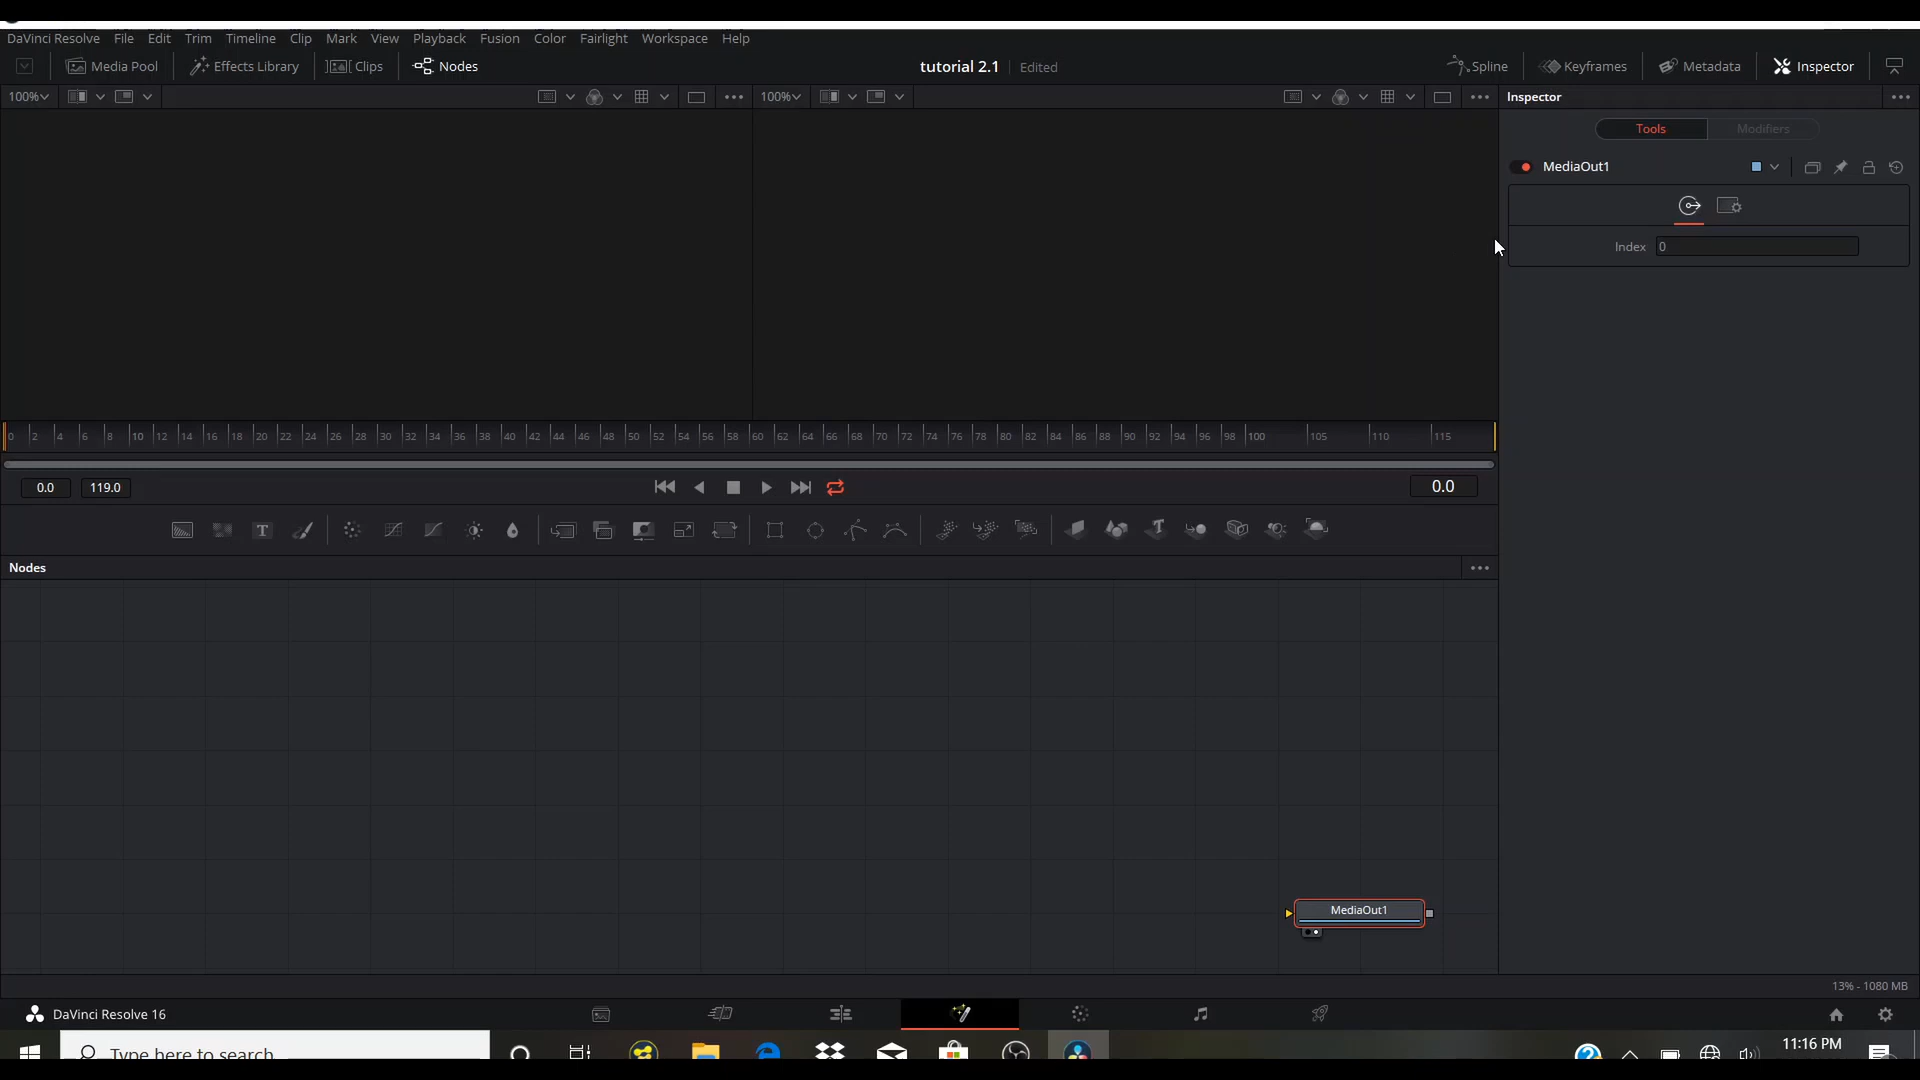 DaVinci Resolve File Edit Trim Timeline Clip Mark View Playback Fusion Color Fairlight Workspace Help
Media Pool Effects Library Clips Nodes tutorial 2.1 Edited Spline Keyframes Metadata Inspector
100% 100% Inspector
Tools Modifiers
MediaOut1
Index 0
0 2 4 6 8 10 12 14 16 18 20 22 24 26 28 30 32 34 36 38 40 42 44 46 48 50 52 54 56 58 60 62 64 66 68 70 72 74 76 78 80 82 84 86 88 90 92 94 96 98 100 105 110 115
0.0 119.0 0.0
T T
Nodes
MediaOut1
13% - 1080 MB
DaVinci Resolve 16
Type here to search 11:16 PM